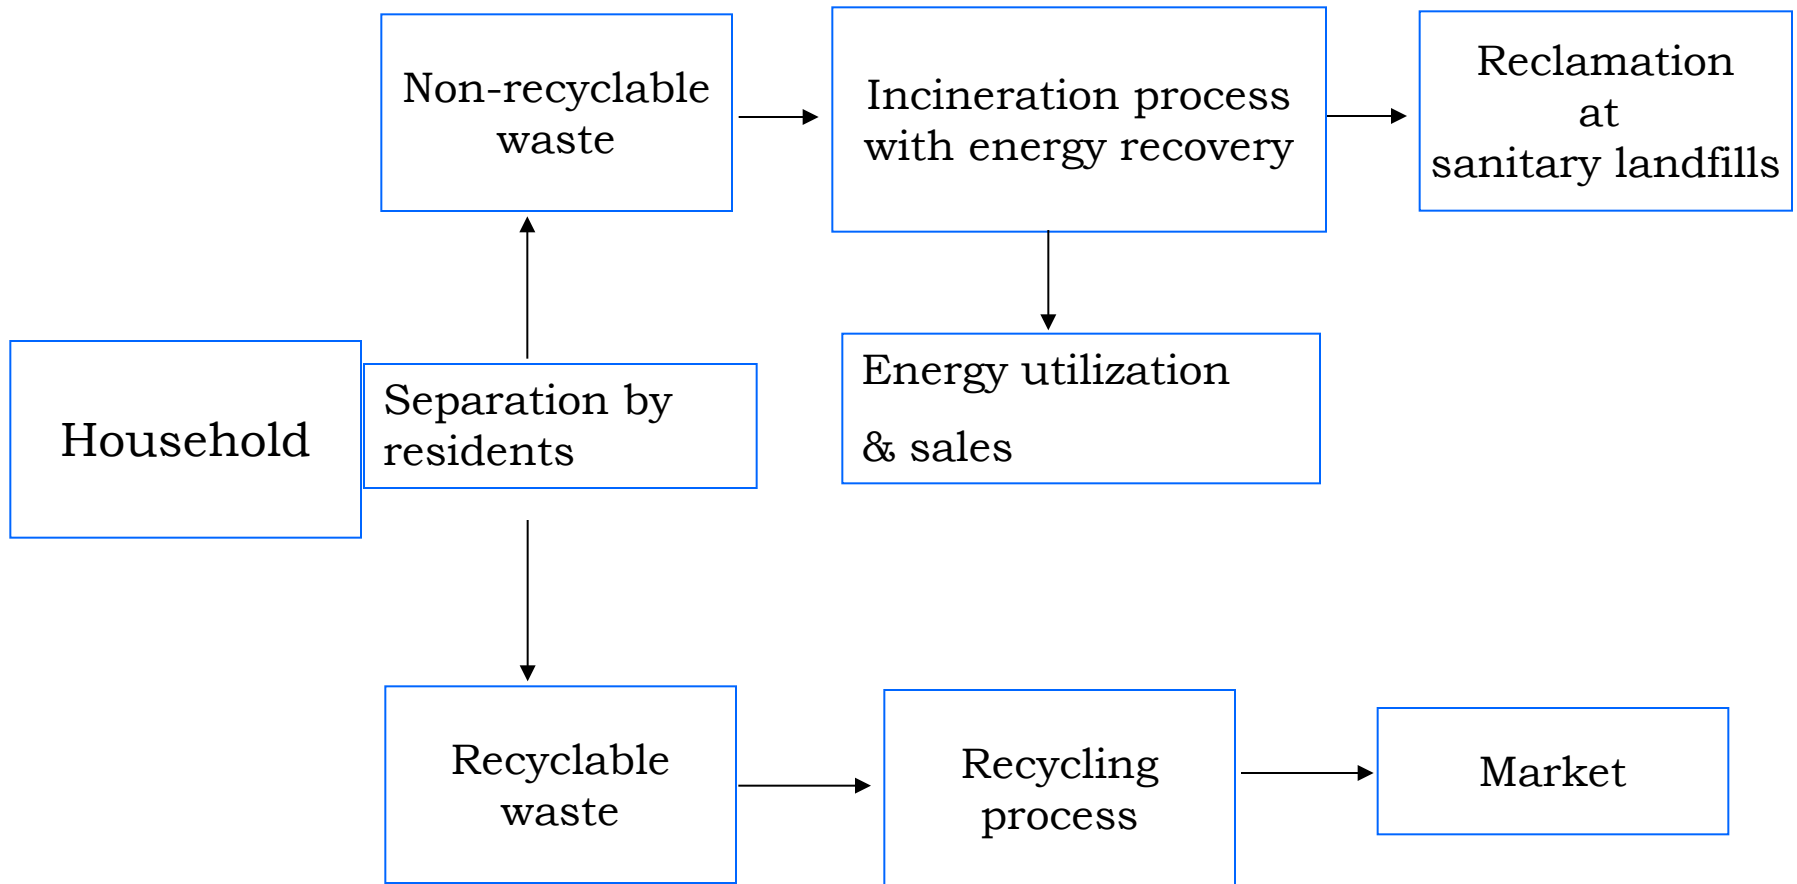 Non-recyclable
waste
Incineration process
with energy recovery
Reclamation
at
sanitary landfills
Household
Separation by
residents
Energy utilization
& sales
Recyclable
waste
Recycling
process
Market